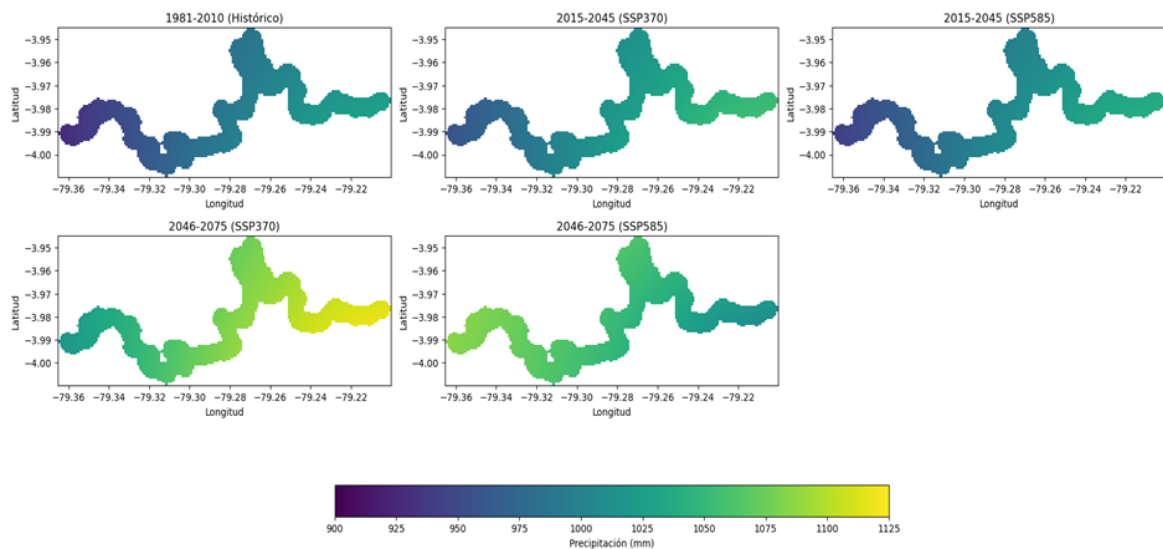 1981-2010 (Histórico)
−3.95
−3.96
−3.97
−3.98
−3.99
−4.00
Latitud
−79.36 −79.34 −79.32 −79.30 −79.28 −79.26 −79.24 −79.22
Longitud
2015-2045 (SSP370)
−3.95
−3.96
−3.97
−3.98
−3.99
−4.00
Latitud
−79.36 −79.34 −79.32 −79.30 −79.28 −79.26 −79.24 −79.22
Longitud
2015-2045 (SSP585)
−3.95
−3.96
−3.97
−3.98
−3.99
−4.00
Latitud
−79.36 −79.34 −79.32 −79.30 −79.28 −79.26 −79.24 −79.22
Longitud
2046-2075 (SSP370)
−3.95
−3.96
−3.97
−3.98
−3.99
−4.00
Latitud
−79.36 −79.34 −79.32 −79.30 −79.28 −79.26 −79.24 −79.22
Longitud
2046-2075 (SSP585)
−3.95
−3.96
−3.97
−3.98
−3.99
−4.00
Latitud
−79.36 −79.34 −79.32 −79.30 −79.28 −79.26 −79.24 −79.22
Longitud
900 925 950 975 1000 1025 1050 1075 1100 1125
Precipitación (mm)